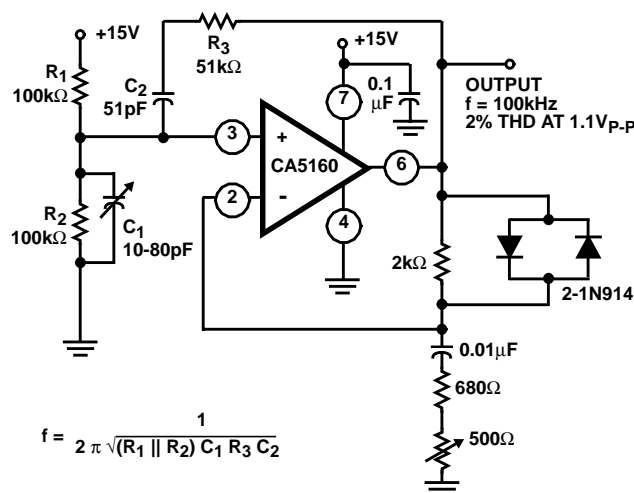 +15V
R1
100kΩ
C2
51pF
R3
51kΩ
+15V
0.1
μF
OUTPUT
f = 100kHz
2% THD AT 1.1VP-P
3
+
7
CA5160
6
2
-
4
R2
100kΩ
C1
10-80pF
2kΩ
2-1N914
0.01μF
680Ω
500Ω
f = 1
2 π √(R1 || R2) C1 R3 C2